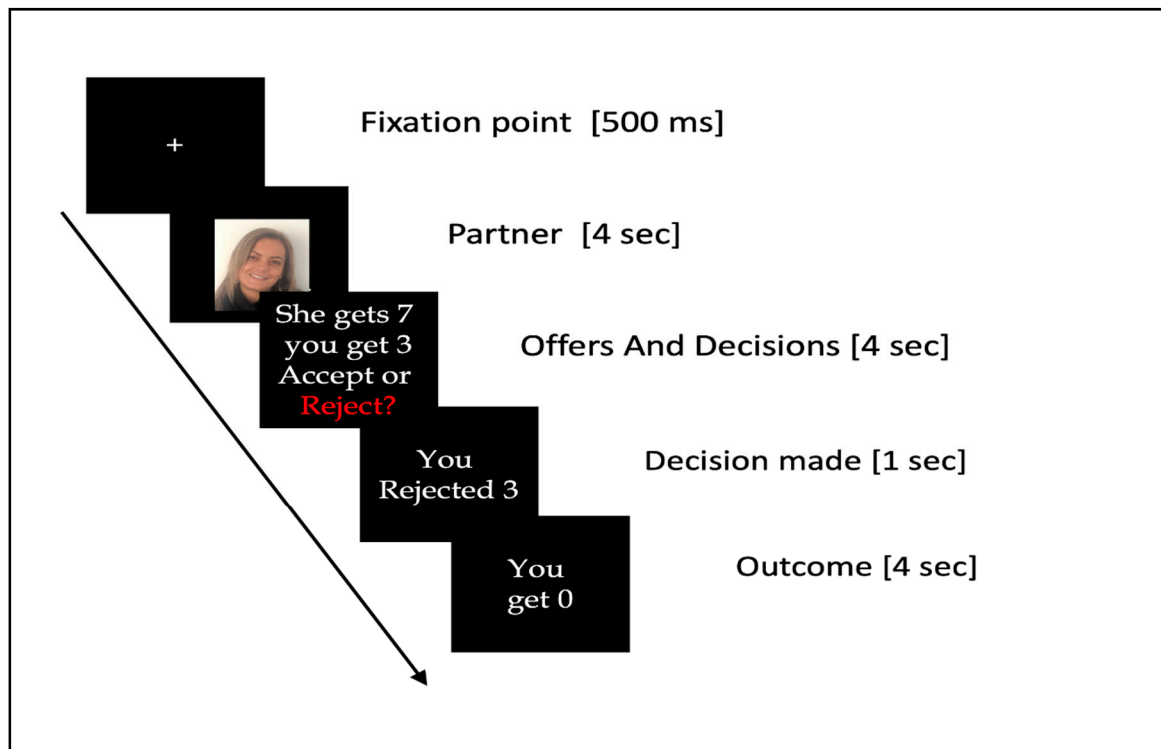 +
Fixation point [500 ms]
Partner [4 sec]
She gets 7
you get 3
Accept or
Reject?
Offers And Decisions [4 sec]
You
Rejected 3
Decision made [1 sec]
You
get 0
Outcome [4 sec]